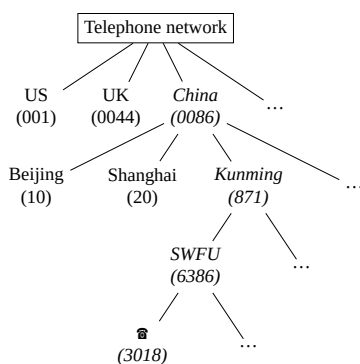 Telephone network
US UK China ...
(001) (0044) (0086)
Beijing Shanghai Kunming ...
(10) (20) (871)
SWFU ...
(6386)
☎ ...
(3018)